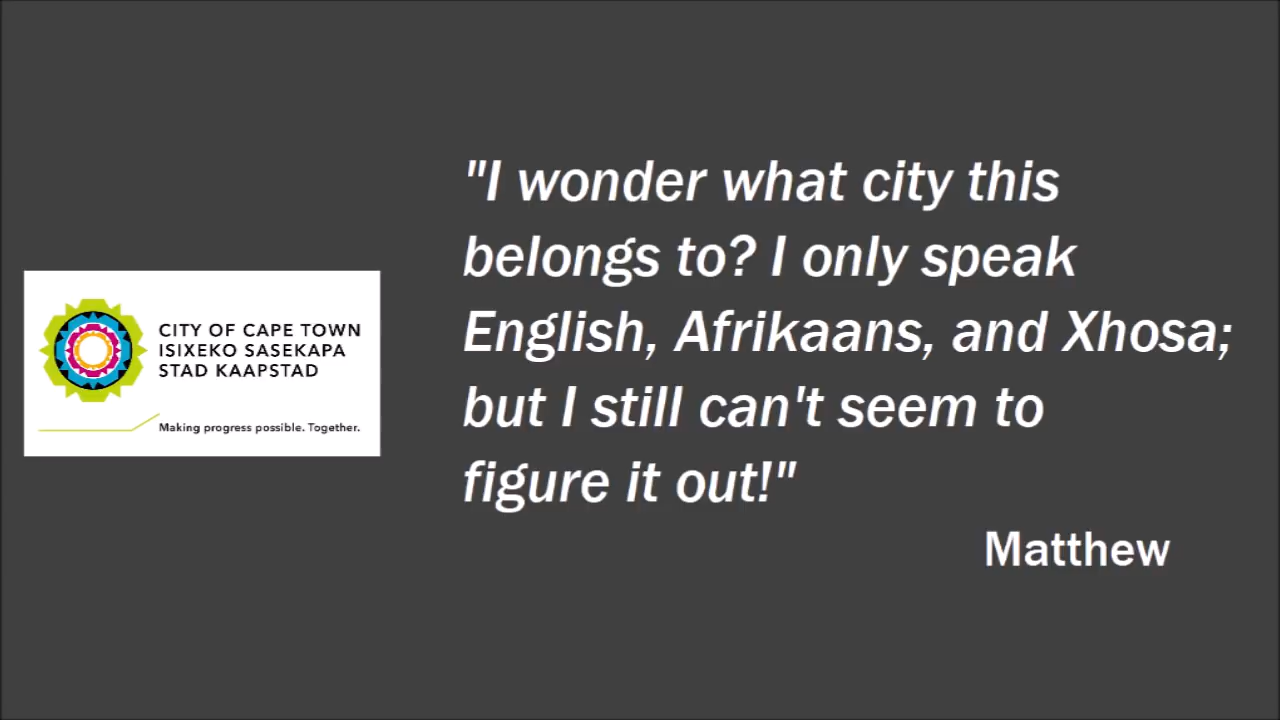 CITY OF CAPE TOWN
ISIXEKO SASEKAPA
STAD KAAPSTAD
Making progress possible. Together.
"I wonder what city this
belongs to? I only speak
English, Afrikaans, and Xhosa;
but I still can't seem to
figure it out!"
Matthew